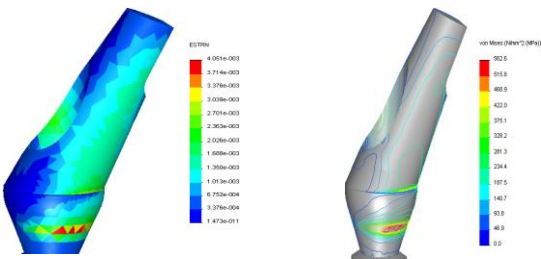 ESTRN
4.051e-003
3.714e-003
3.376e-003
3.038e-003
2.701e-003
2.363e-003
2.026e-003
1.688e-003
1.350e-003
1.013e-003
6.752e-004
3.376e-004
1.473e-011
von Mises (N/mm^2 (MPa))
562.6
515.8
468.9
422.0
375.1
328.2
281.3
234.4
187.5
140.7
93.8
46.9
0.0